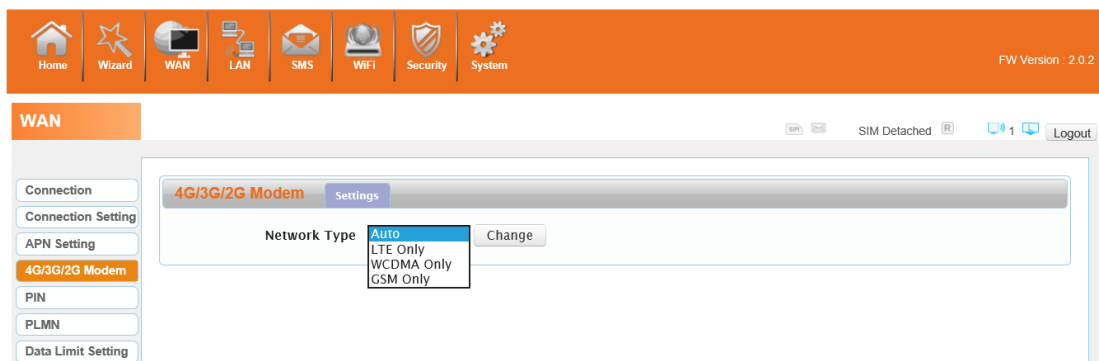 Home Wizard WAN LAN SMS WiFi Security System
FW Version : 2.0.2
WAN
SIM SIM Detached R 1 Logout
Connection
Connection Setting
APN Setting
4G/3G/2G Modem
PIN
PLMN
Data Limit Setting
4G/3G/2G Modem Settings
Network Type Auto Change
LTE Only
WCDMA Only
GSM Only